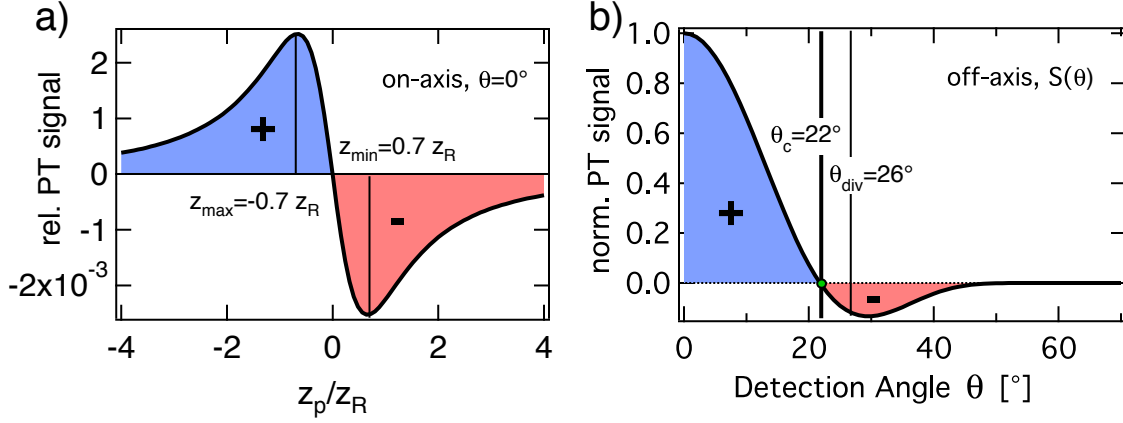 a)
rel. PT signal
2
1
0
-1
-2x10⁻³
on-axis, θ=0°
+
z_min=0.7 z_R
z_max=-0.7 z_R
-
-4
-2
0
2
4
z_p/z_R
b)
norm. PT signal
1.0
0.8
0.6
0.4
0.2
0.0
off-axis, S(θ)
θ_c=22°
θ_div=26°
+
-
0
20
40
60
Detection Angle θ [°]